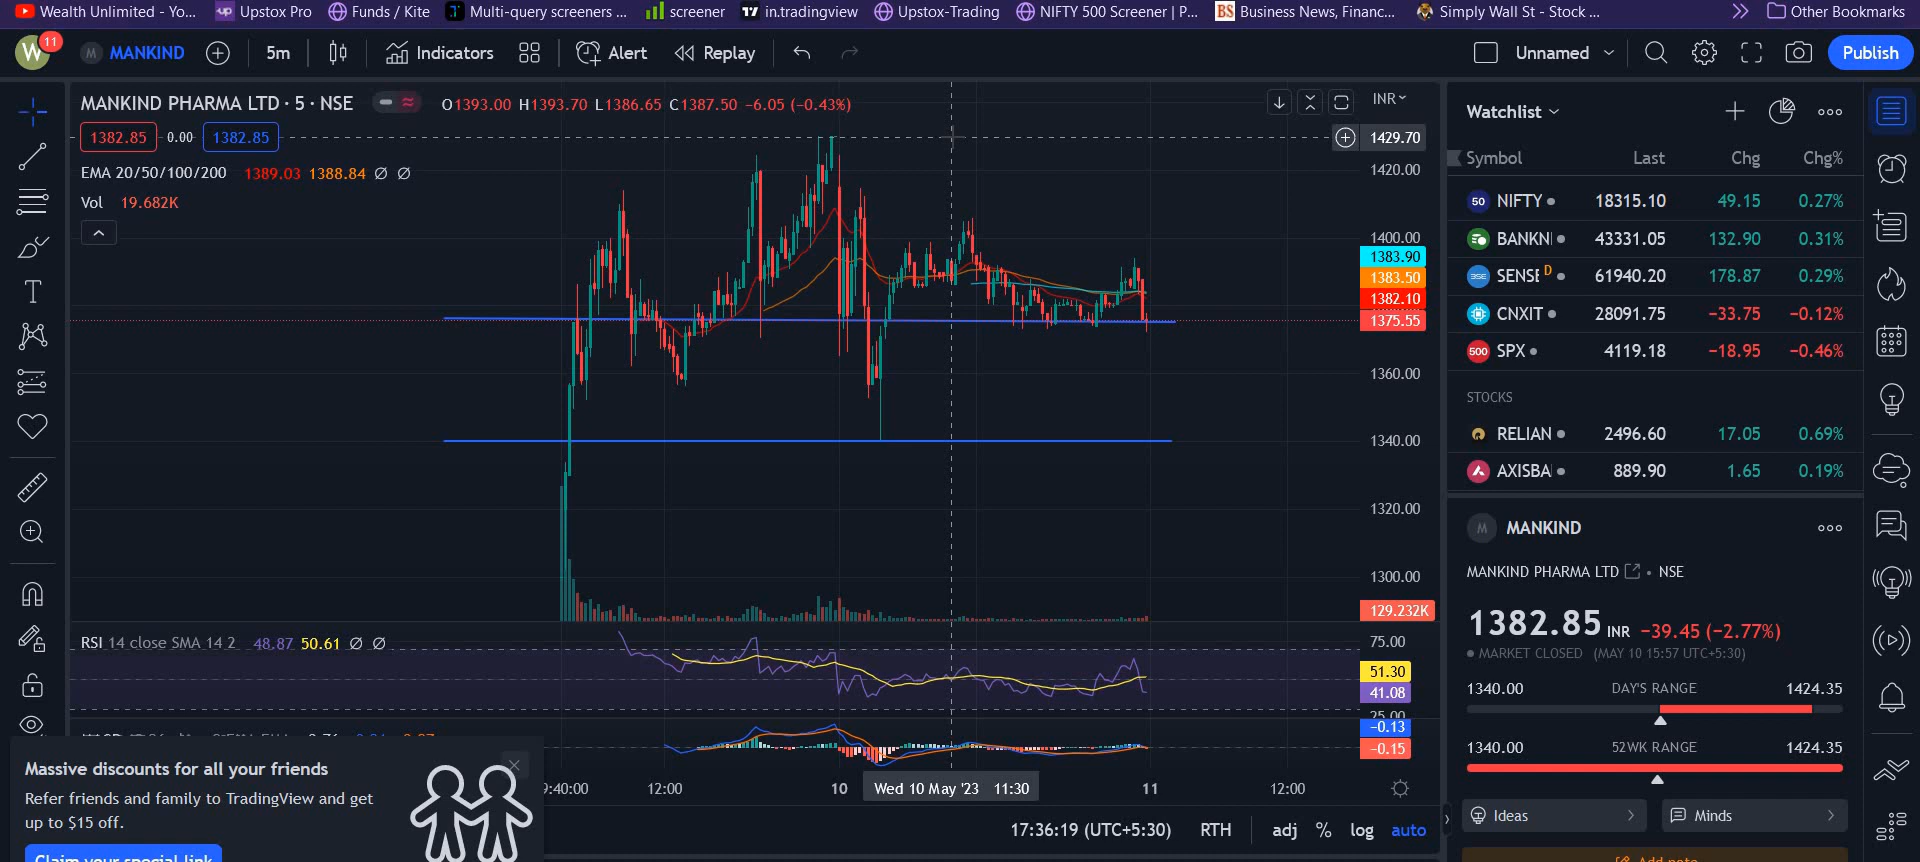 Wealth Unlimited - Yo...
Upstox Pro
Funds / Kite
Multi-query screeners ...
screener
in.tradingview
Upstox-Trading
NIFTY 500 Screener | P...
BS Business News, Financ...
Simply Wall St - Stock ...
Other Bookmarks
W 11
M MANKIND
5m
Indicators
Alert
Replay
Unnamed
Publish
MANKIND PHARMA LTD · 5 · NSE
O1393.00 H1393.70 L1386.65 C1387.50 −6.05 (−0.43%)
INR
1382.85 0.00 1382.85
EMA 20/50/100/200 1389.03 1388.84 ∅ ∅
Vol 19.682K
1429.70
1420.00
1400.00
1383.90
1383.50
1382.10
1375.55
1360.00
1340.00
1320.00
1300.00
129.232K
RSI 14 close SMA 14 2 48.87 50.61 ∅ ∅
75.00
51.30
41.08
25.00
−0.13
−0.15
9:40:00 12:00 10 Wed 10 May '23 11:30 11 12:00
17:36:19 (UTC+5:30) RTH adj % log auto
Massive discounts for all your friends
Refer friends and family to TradingView and get
up to $15 off.
Claim your special link
Watchlist
Symbol Last Chg Chg%
50 NIFTY 18315.10 49.15 0.27%
BANKNI 43331.05 132.90 0.31%
BSE SENSE D 61940.20 178.87 0.29%
CNXIT 28091.75 −33.75 −0.12%
500 SPX 4119.18 −18.95 −0.46%
STOCKS
RELIAN 2496.60 17.05 0.69%
AXISBA 889.90 1.65 0.19%
M MANKIND
MANKIND PHARMA LTD • NSE
1382.85 INR −39.45 (−2.77%)
MARKET CLOSED (MAY 10 15:57 UTC+5:30)
1340.00 DAY'S RANGE 1424.35
1340.00 52WK RANGE 1424.35
Ideas
Minds
Add note